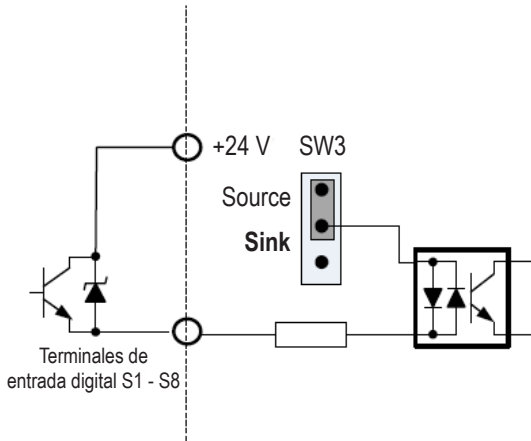 +24 V SW3
Source
Sink
Terminales de
entrada digital S1 - S8